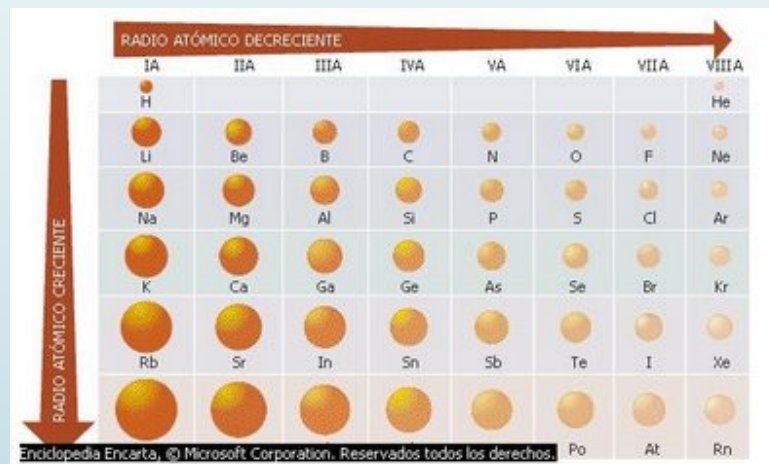 RADIO ATÓMICO DECRECIENTE
IA IIA IIIA IVA VA VIA VIIA VIIIA
RADIO ATÓMICO CRECIENTE
H He
Li Be B C N O F Ne
Na Mg Al Si P S Cl Ar
K Ca Ga Ge As Se Br Kr
Rb Sr In Sn Sb Te I Xe
Po At Rn
Enciclopedia Encarta, © Microsoft Corporation. Reservados todos los derechos.